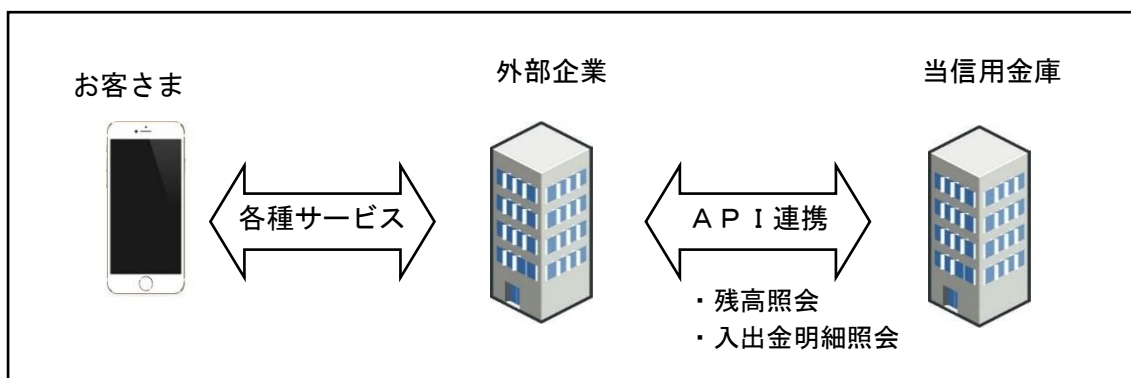 お客さま
外部企業
当信用金庫
各種サービス
ＡＰＩ連携
・残高照会
・入出金明細照会